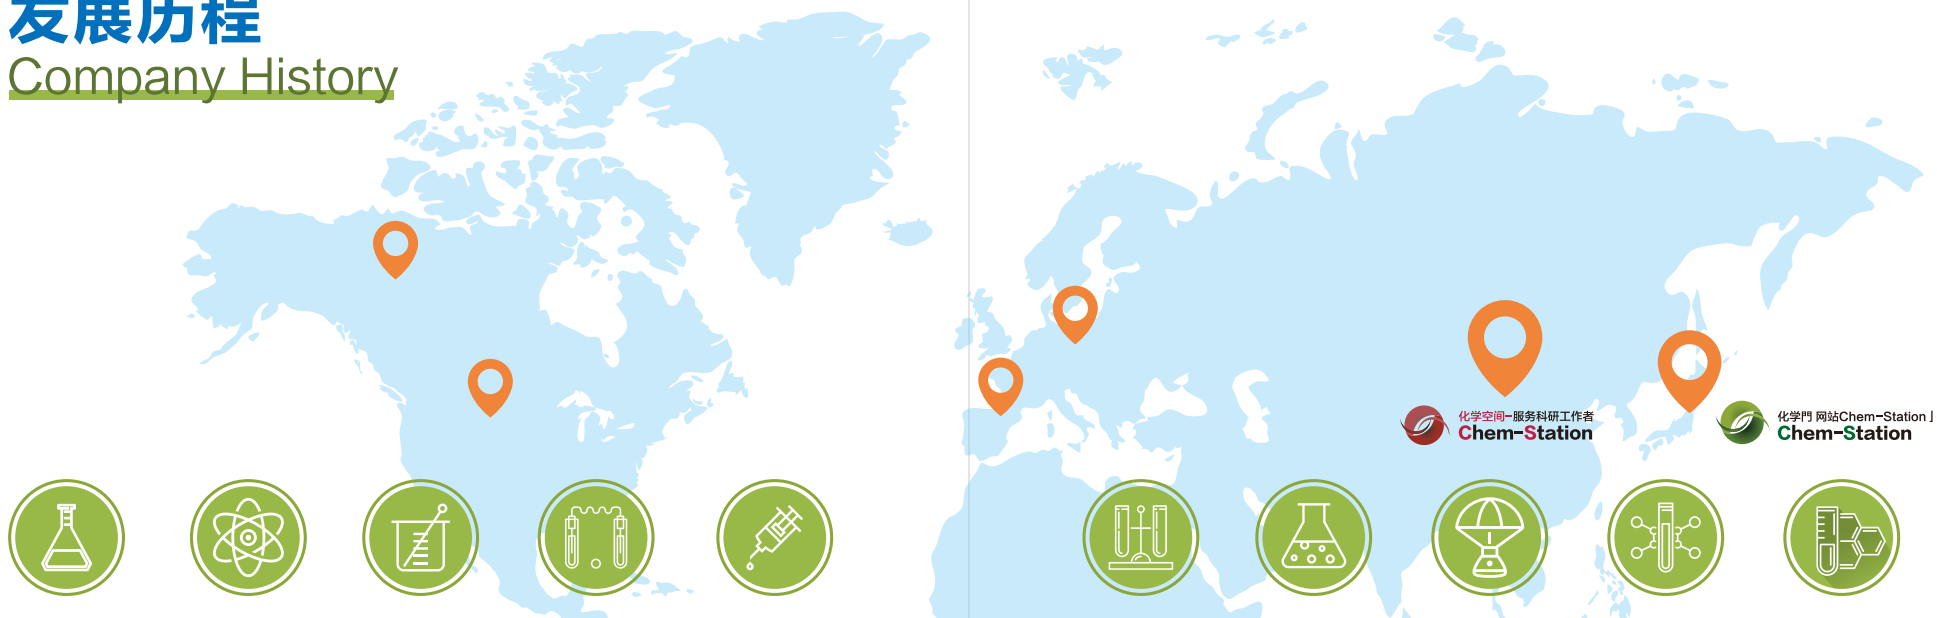 发展历程
Company History
化学空间-服务科研工作者
Chem-Station
化学門 网站Chem-Station」
Chem-Station